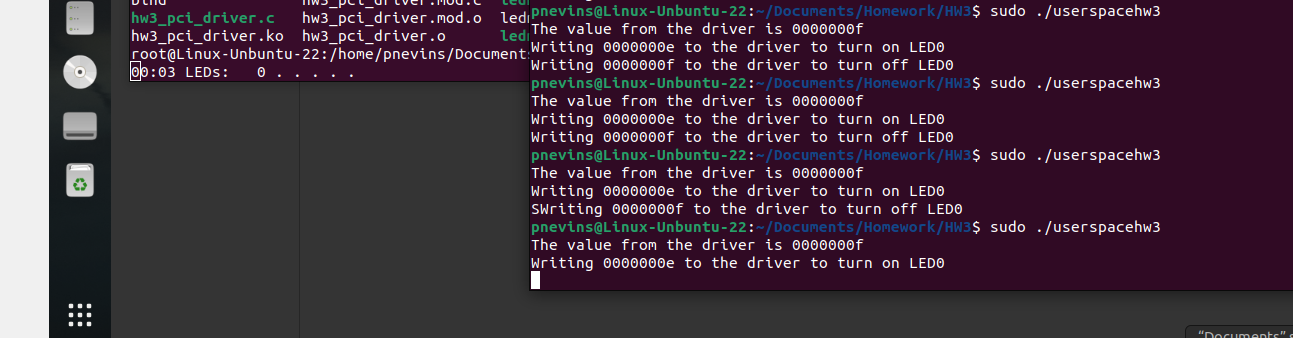 bind hw3_pci_driver.mod.c
hw3_pci_driver.c hw3_pci_driver.mod.o
hw3_pci_driver.ko hw3_pci_driver.o
root@Linux-Unbuntu-22:/home/pnevins/Documents
00:03 LEDs: 0 . . . . .
pnevins@Linux-Unbuntu-22:~/Documents/Homework/HW3$ sudo ./userspacehw3
The value from the driver is 0000000f
Writing 0000000e to the driver to turn on LED0
Writing 0000000f to the driver to turn off LED0
pnevins@Linux-Unbuntu-22:~/Documents/Homework/HW3$ sudo ./userspacehw3
The value from the driver is 0000000f
Writing 0000000e to the driver to turn on LED0
Writing 0000000f to the driver to turn off LED0
pnevins@Linux-Unbuntu-22:~/Documents/Homework/HW3$ sudo ./userspacehw3
The value from the driver is 0000000f
Writing 0000000e to the driver to turn on LED0
SWriting 0000000f to the driver to turn off LED0
pnevins@Linux-Unbuntu-22:~/Documents/Homework/HW3$ sudo ./userspacehw3
The value from the driver is 0000000f
Writing 0000000e to the driver to turn on LED0
"Documents"